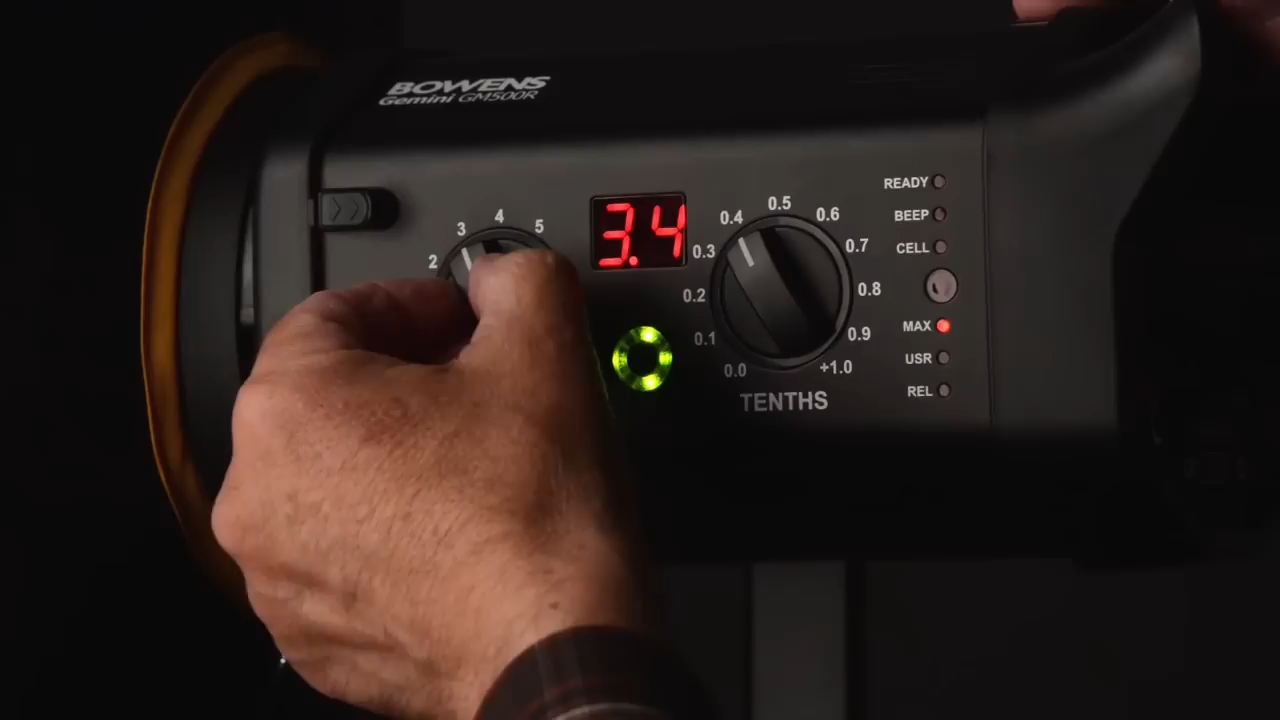 BOWENS
Gemini GM500R
READY
BEEP
CELL
MAX
USR
REL
2
3
4
5
3.4
0.0
0.1
0.2
0.3
0.4
0.5
0.6
0.7
0.8
0.9
+1.0
TENTHS